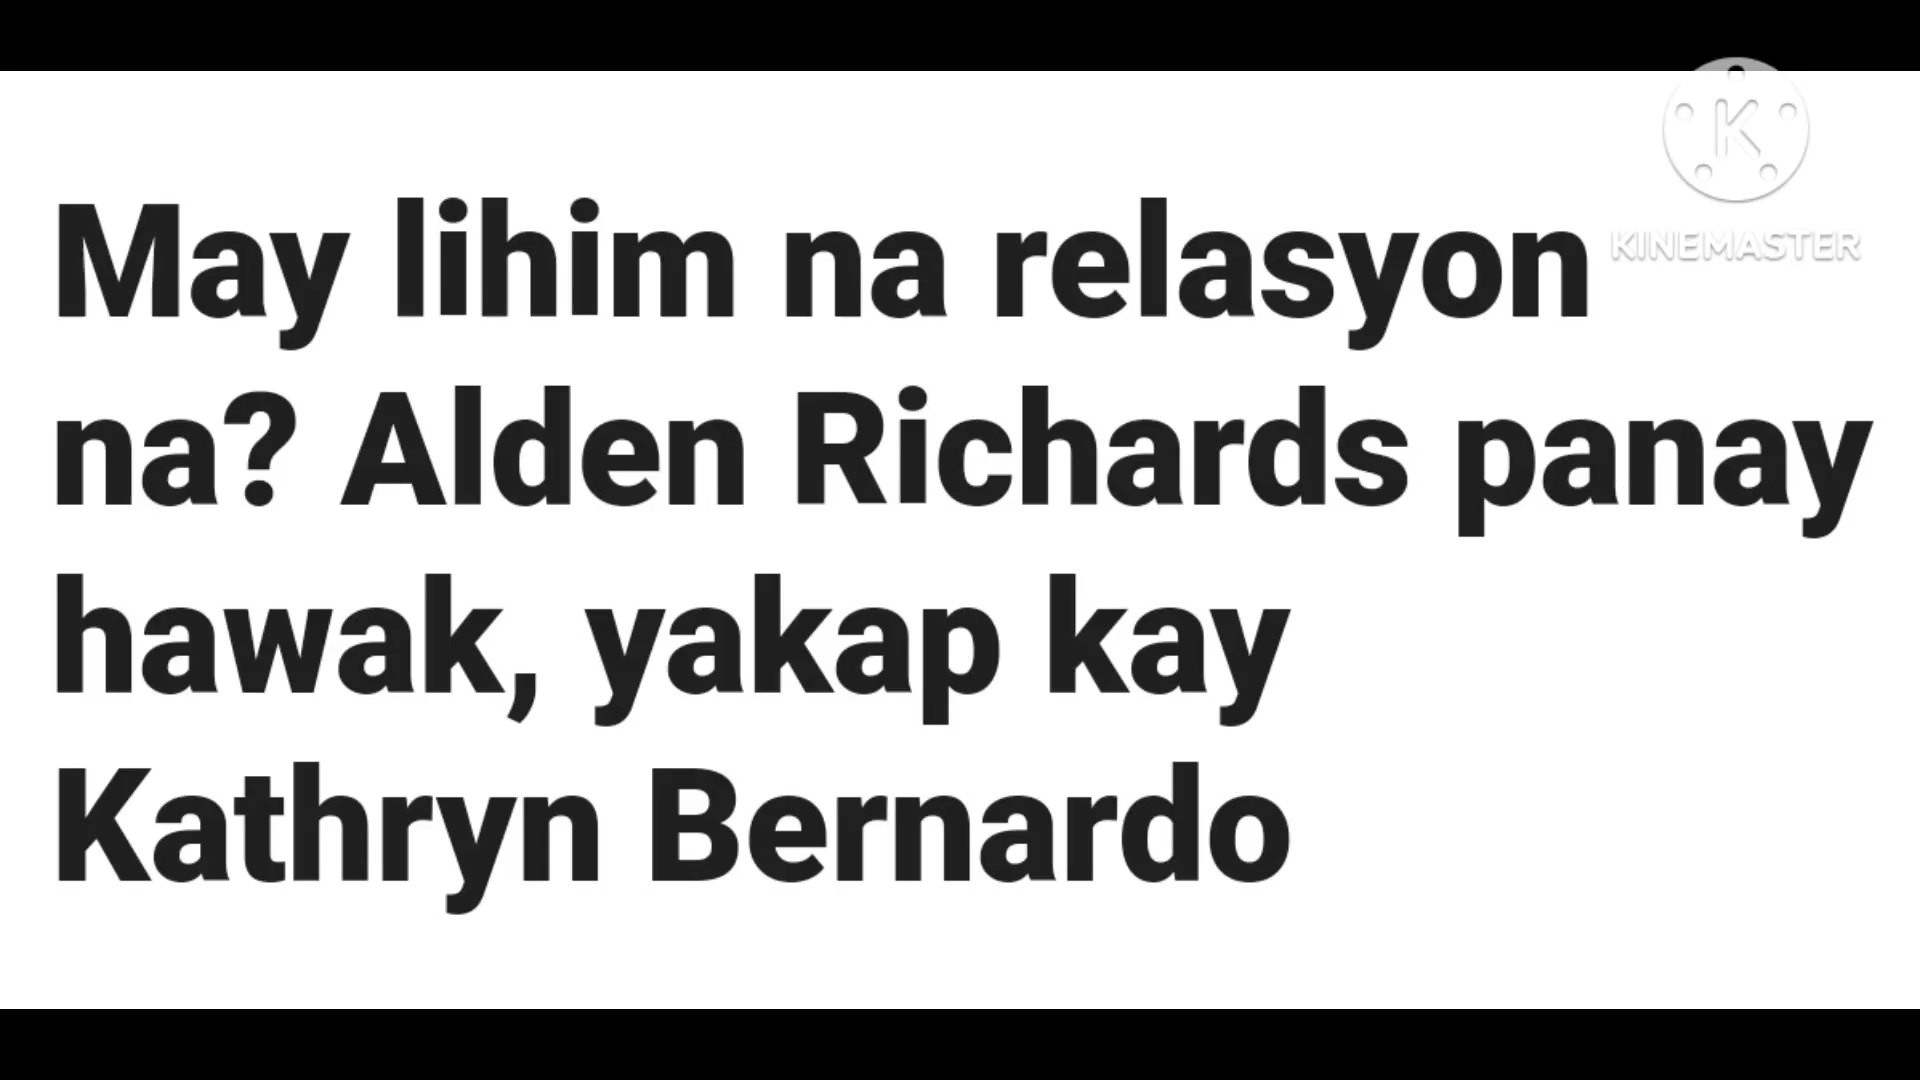 May lihim na relasyon
na? Alden Richards panay
hawak, yakap kay
Kathryn Bernardo
K
KINEMASTER